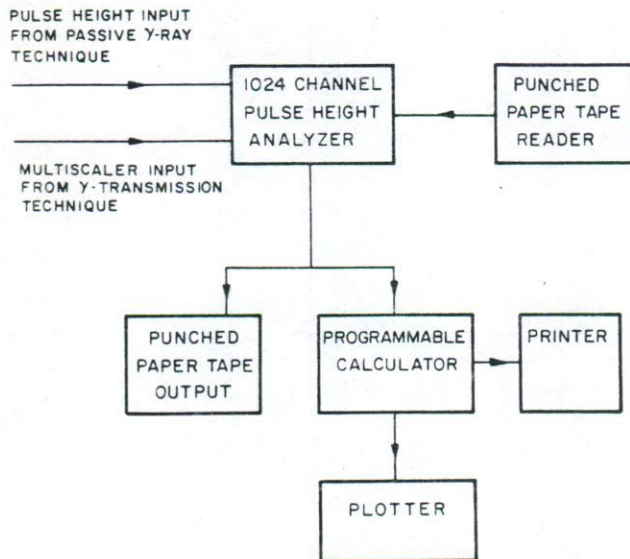 PULSE HEIGHT INPUT
FROM PASSIVE γ-RAY
TECHNIQUE
MULTISCALER INPUT
FROM γ-TRANSMISSION
TECHNIQUE
1024 CHANNEL
PULSE HEIGHT
ANALYZER
PUNCHED
PAPER TAPE
READER
PUNCHED
PAPER TAPE
OUTPUT
PROGRAMMABLE
CALCULATOR
PRINTER
PLOTTER